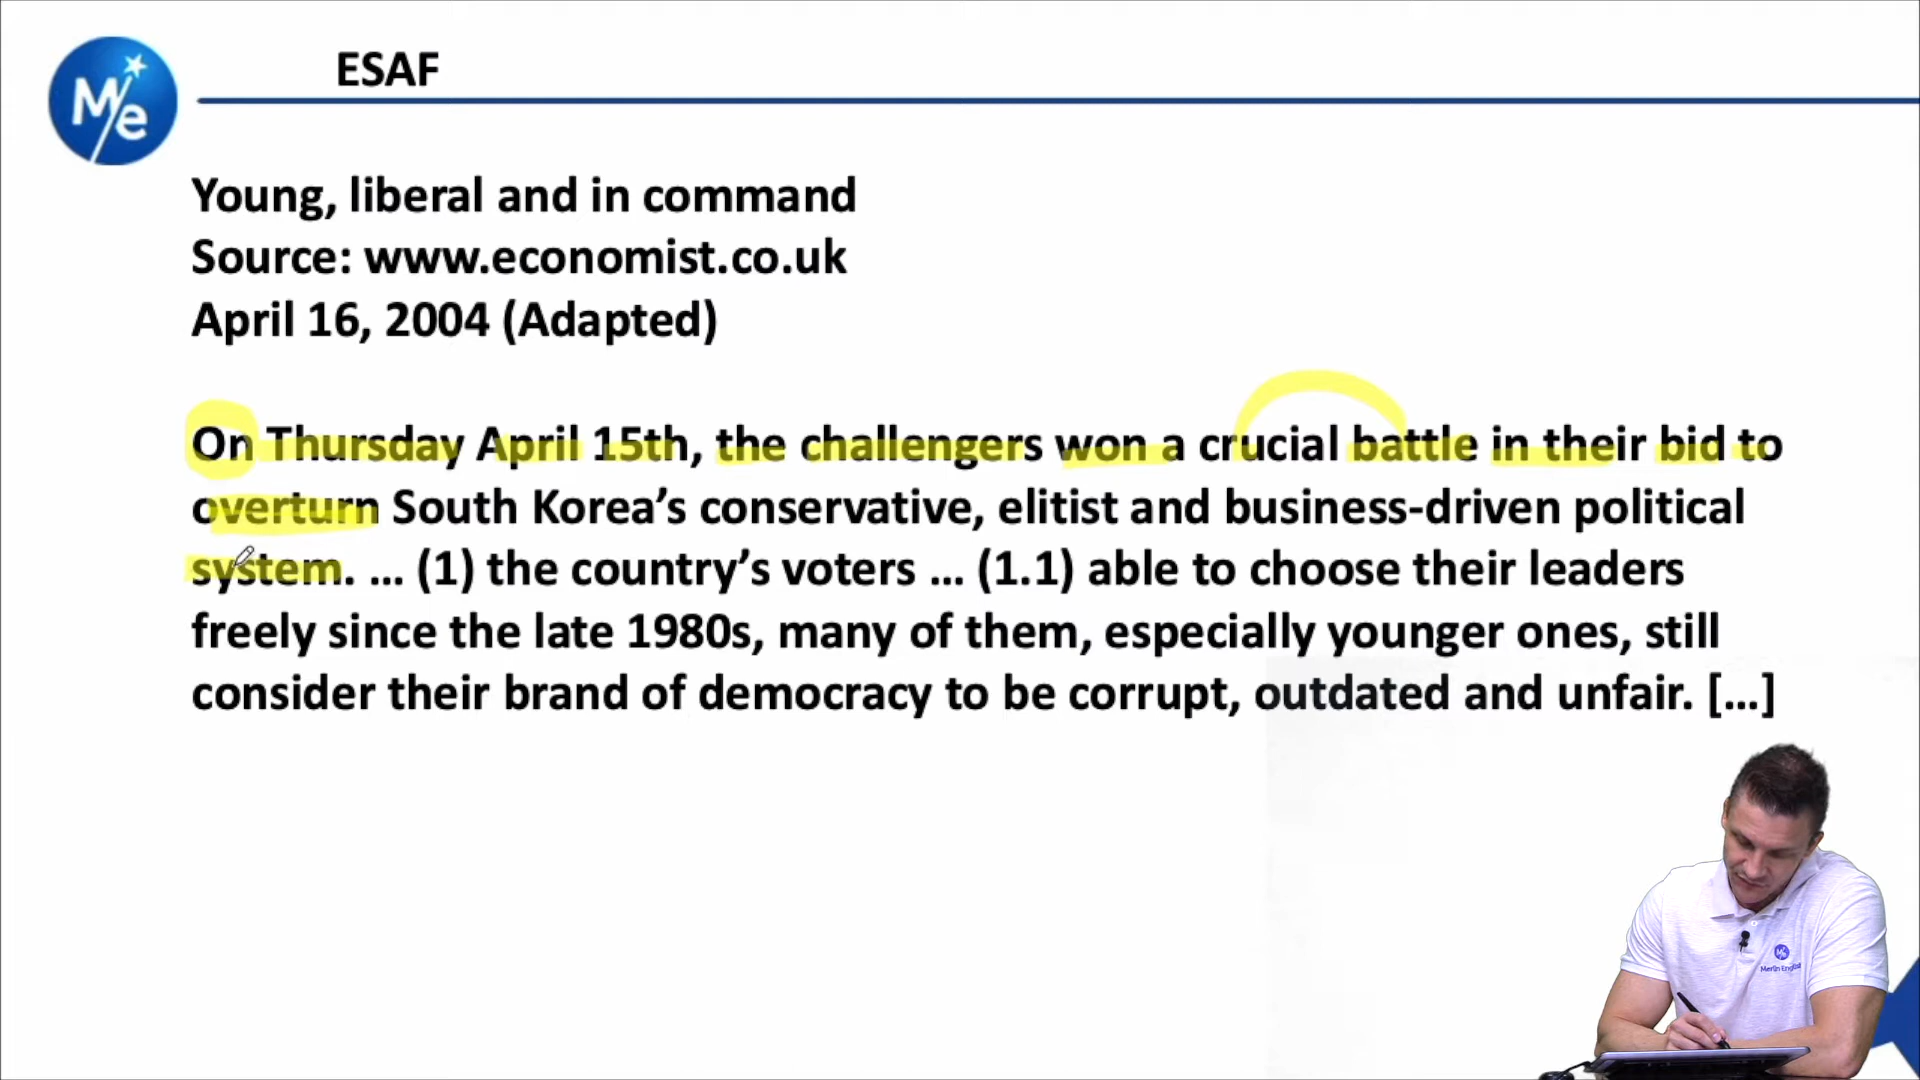 M/e
ESAF
Young, liberal and in command
Source: www.economist.co.uk
April 16, 2004 (Adapted)
On Thursday April 15th, the challengers won a crucial battle in their bid to
overturn South Korea’s conservative, elitist and business-driven political
system. ... (1) the country’s voters ... (1.1) able to choose their leaders
freely since the late 1980s, many of them, especially younger ones, still
consider their brand of democracy to be corrupt, outdated and unfair. [...]
Merlin English